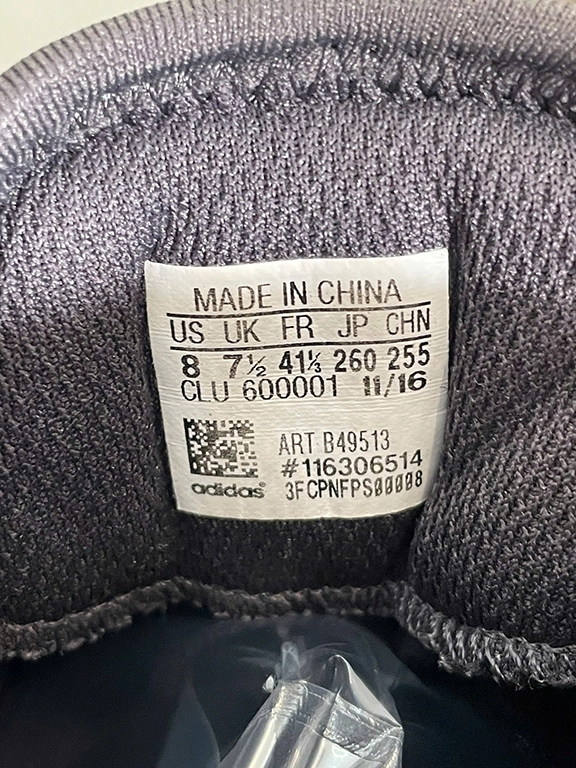 MADE IN CHINA
US UK FR JP CHN
8 7½ 41⅓ 260 255
CLU 600001 11/16
ART B49513
#116306514
adidas® 3FCPNFPS00008